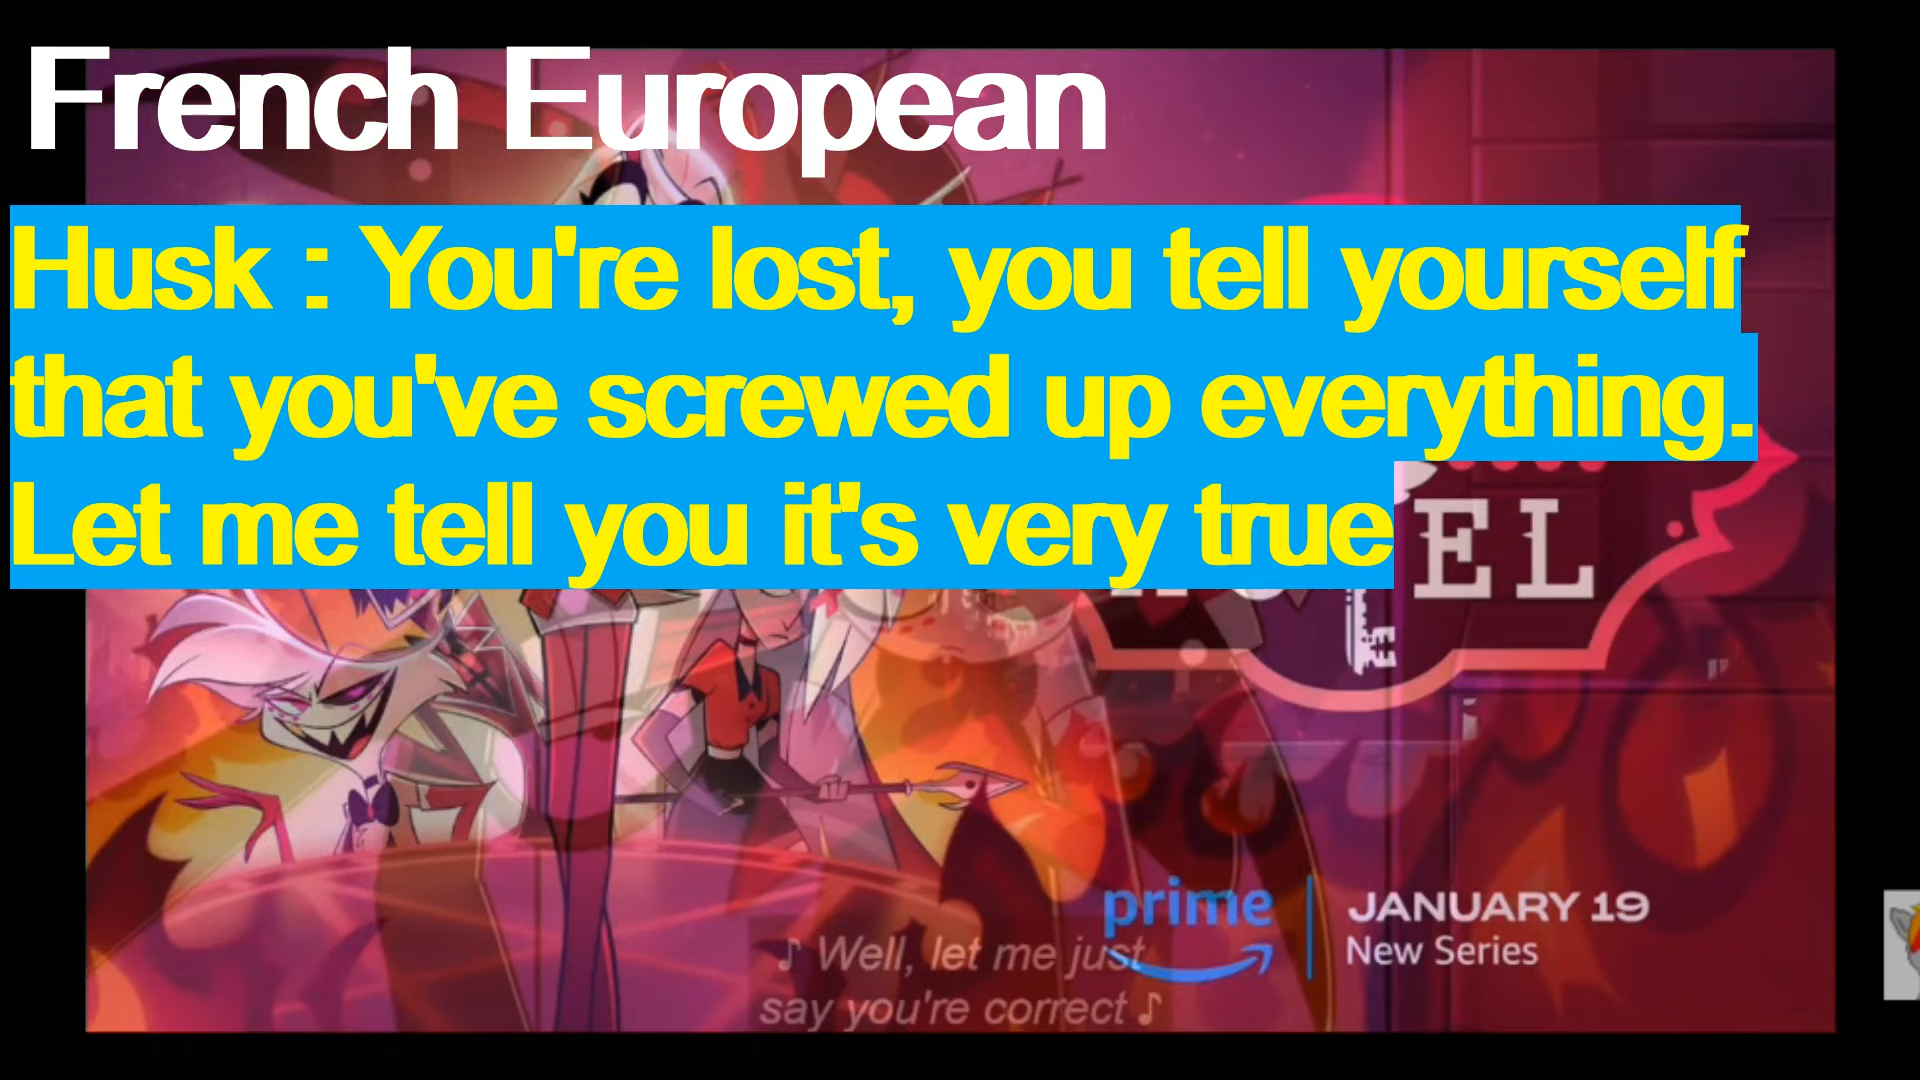 French European
Husk : You're lost, you tell yourself
that you've screwed up everything.
Let me tell you it's very true
EL
prime
JANUARY 19
New Series
♪ Well, let me just
say you're correct ♪